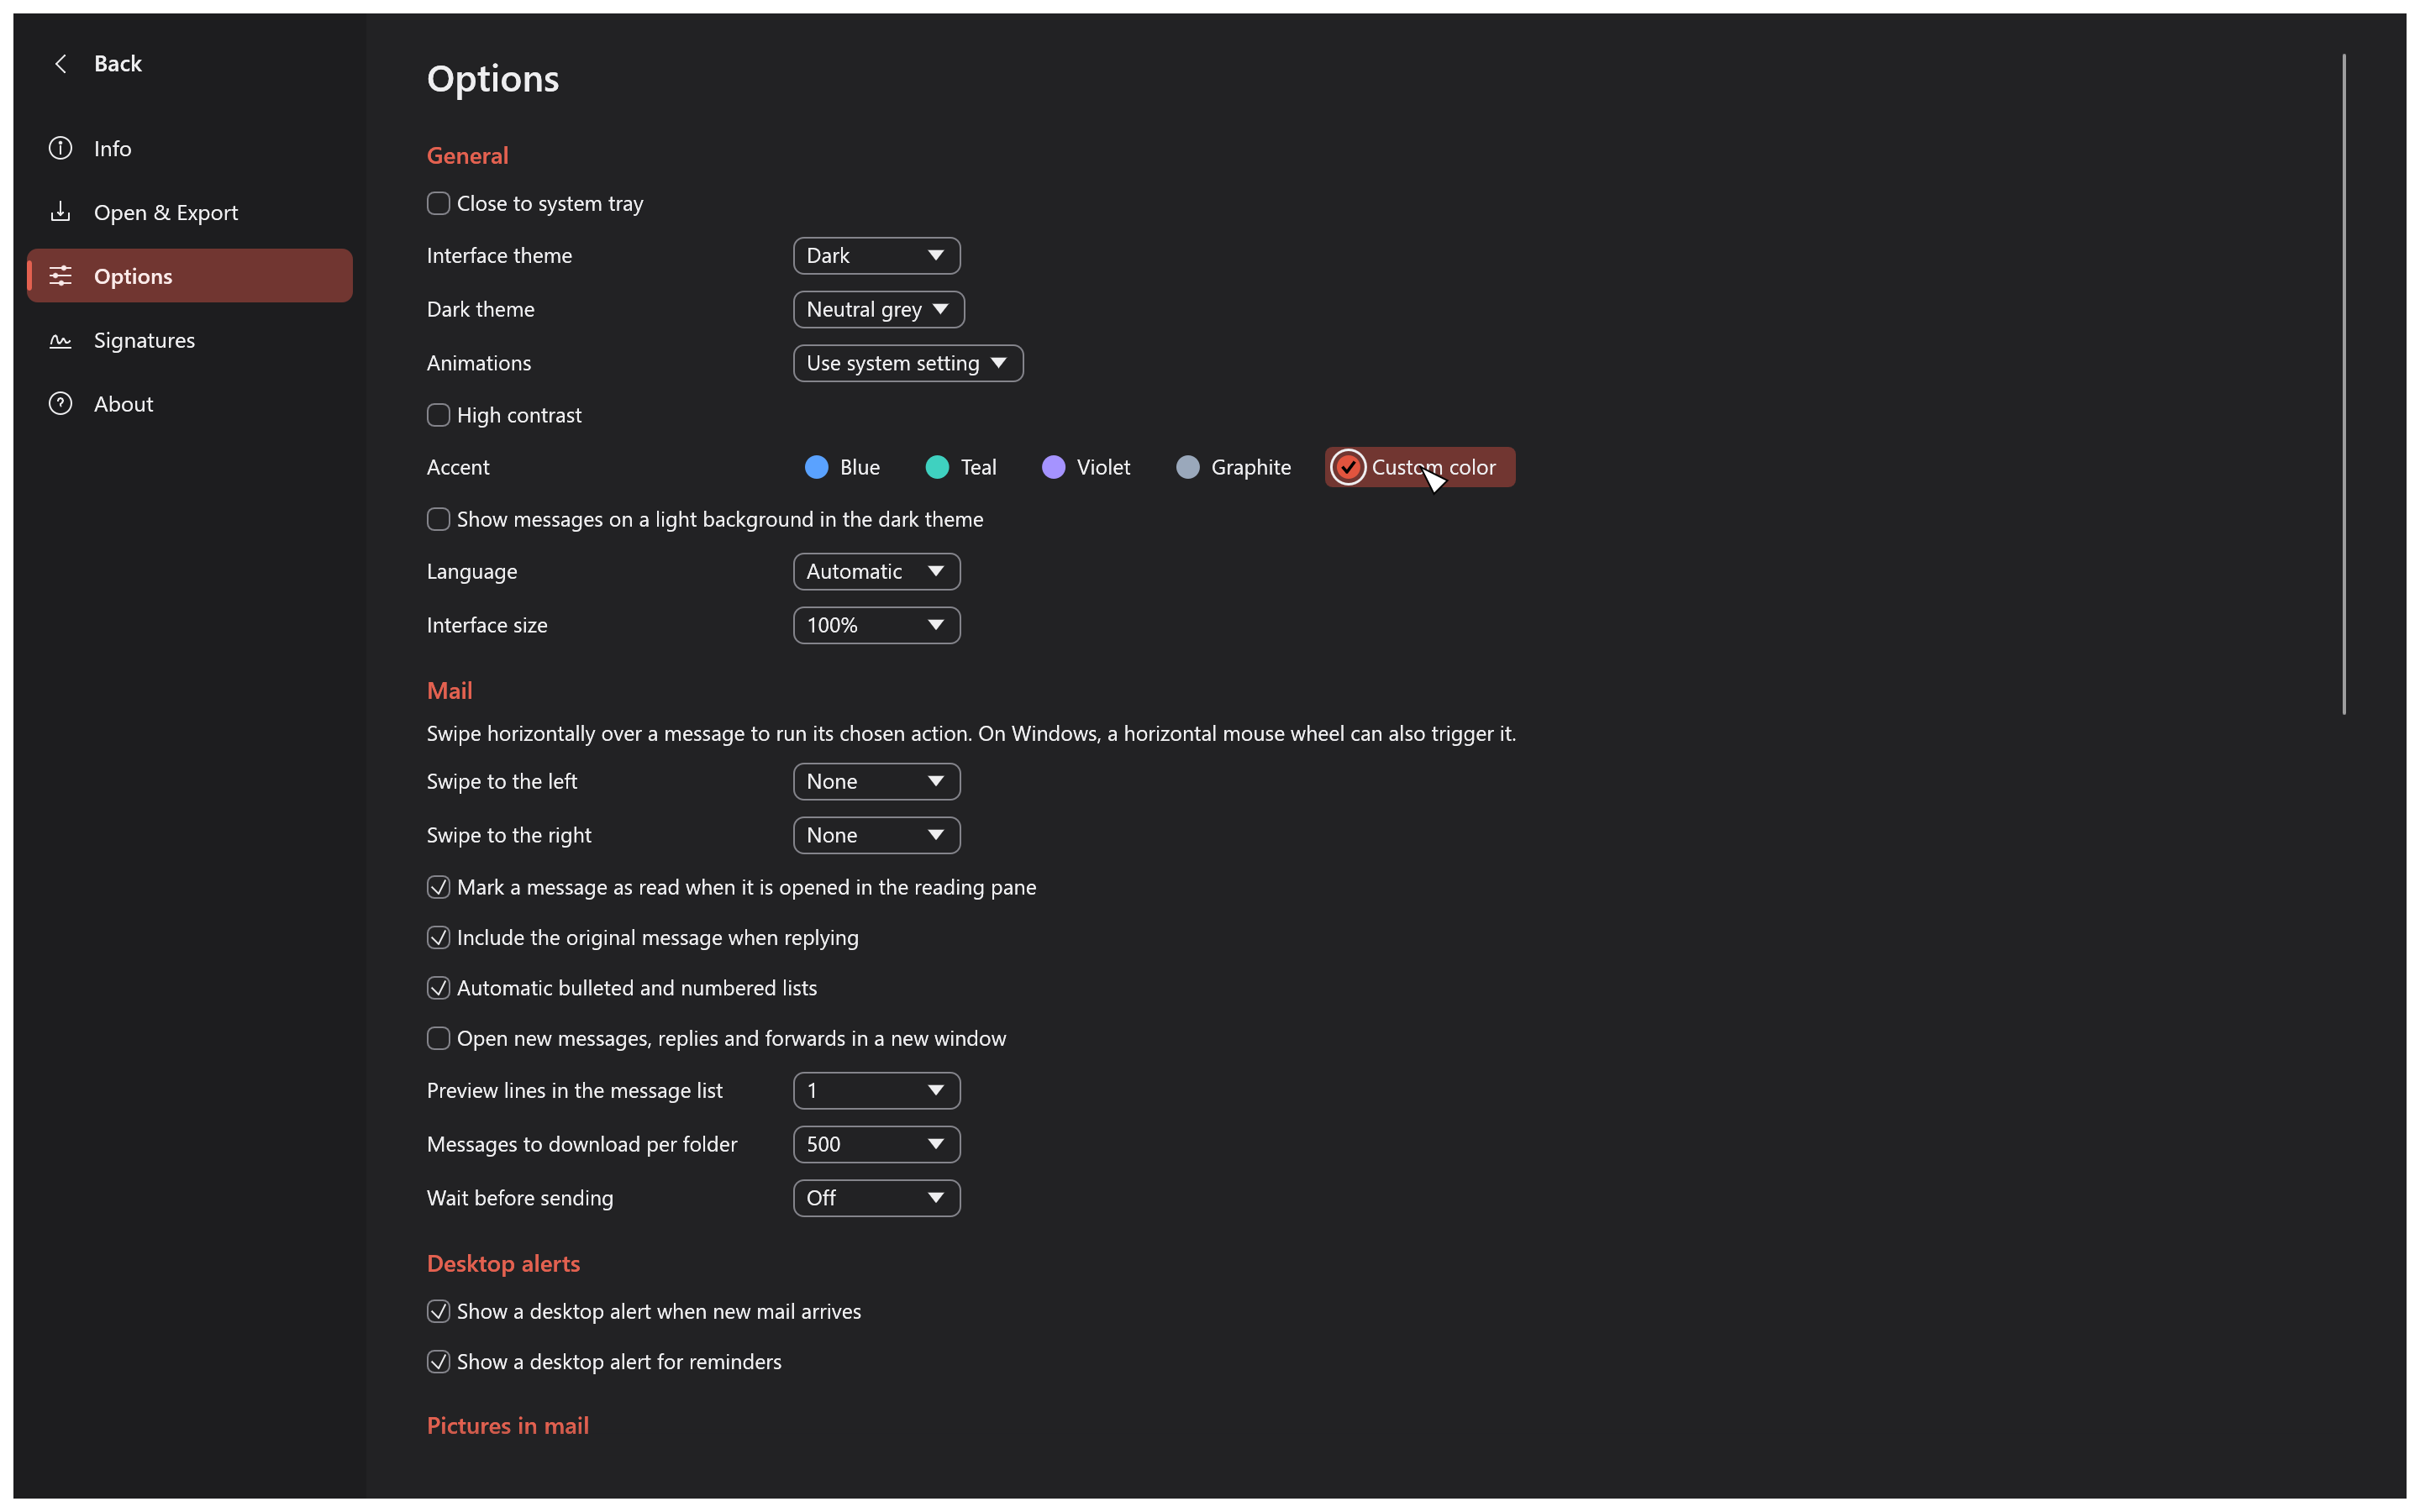 Back
Info
Open & Export
Options
Signatures
About
Options
General
Close to system tray
Interface theme Dark
Dark theme Neutral grey
Animations Use system setting
High contrast
Accent Blue Teal Violet Graphite Custom color
Show messages on a light background in the dark theme
Language Automatic
Interface size 100%
Mail
Swipe horizontally over a message to run its chosen action. On Windows, a horizontal mouse wheel can also trigger it.
Swipe to the left None
Swipe to the right None
Mark a message as read when it is opened in the reading pane
Include the original message when replying
Automatic bulleted and numbered lists
Open new messages, replies and forwards in a new window
Preview lines in the message list 1
Messages to download per folder 500
Wait before sending Off
Desktop alerts
Show a desktop alert when new mail arrives
Show a desktop alert for reminders
Pictures in mail